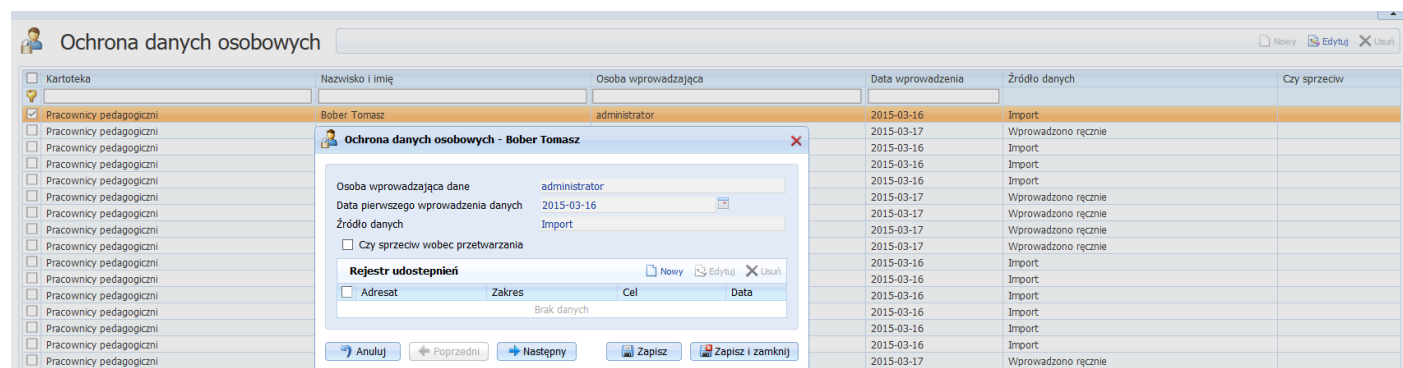 Ochrona danych osobowych
Nowy Edytuj Usuń
Kartoteka Nazwisko i imię Osoba wprowadzająca Data wprowadzenia Źródło danych Czy sprzeciw
Pracownicy pedagogiczni Bober Tomasz administrator 2015-03-16 Import
Pracownicy pedagogiczni 2015-03-17 Wprowadzono ręcznie
Pracownicy pedagogiczni 2015-03-16 Import
Pracownicy pedagogiczni 2015-03-16 Import
Pracownicy pedagogiczni 2015-03-16 Import
Pracownicy pedagogiczni 2015-03-17 Wprowadzono ręcznie
Pracownicy pedagogiczni 2015-03-17 Wprowadzono ręcznie
Pracownicy pedagogiczni 2015-03-17 Wprowadzono ręcznie
Pracownicy pedagogiczni 2015-03-17 Wprowadzono ręcznie
Pracownicy pedagogiczni 2015-03-16 Import
Pracownicy pedagogiczni 2015-03-16 Import
Pracownicy pedagogiczni 2015-03-16 Import
Pracownicy pedagogiczni 2015-03-16 Import
Pracownicy pedagogiczni 2015-03-16 Import
Pracownicy pedagogiczni 2015-03-16 Import
Pracownicy pedagogiczni 2015-03-17 Wprowadzono ręcznie
Ochrona danych osobowych - Bober Tomasz
Osoba wprowadzająca dane administrator
Data pierwszego wprowadzenia danych 2015-03-16
Źródło danych Import
Czy sprzeciw wobec przetwarzania
Rejestr udostepnień Nowy Edytuj Usuń
Adresat Zakres Cel Data
Brak danych
Anuluj Poprzedni Następny Zapisz Zapisz i zamknij